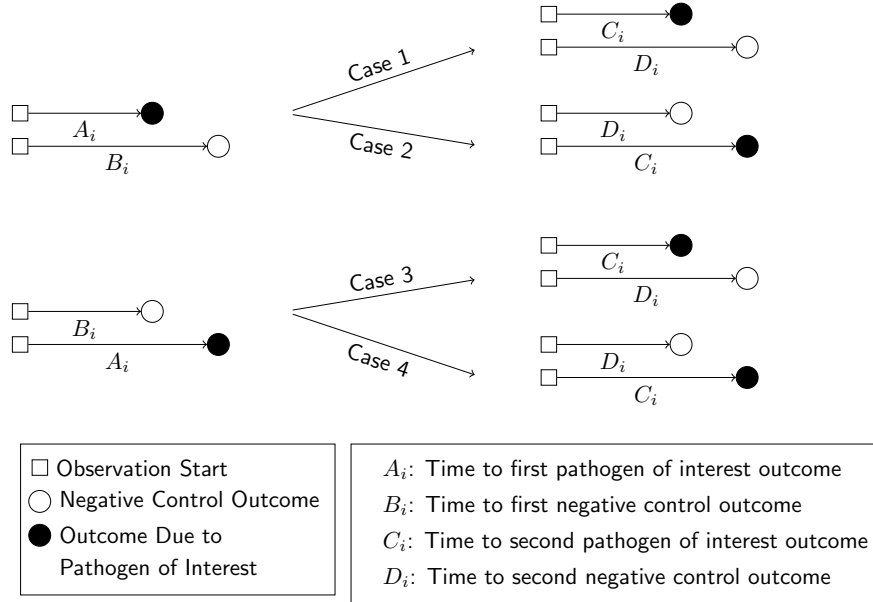 C_i
Case 1
D_i
A_i
D_i
B_i
Case 2
C_i
C_i
Case 3
D_i
B_i
D_i
A_i
Case 4
C_i
Observation Start
Negative Control Outcome
Outcome Due to
Pathogen of Interest
A_i: Time to first pathogen of interest outcome
B_i: Time to first negative control outcome
C_i: Time to second pathogen of interest outcome
D_i: Time to second negative control outcome